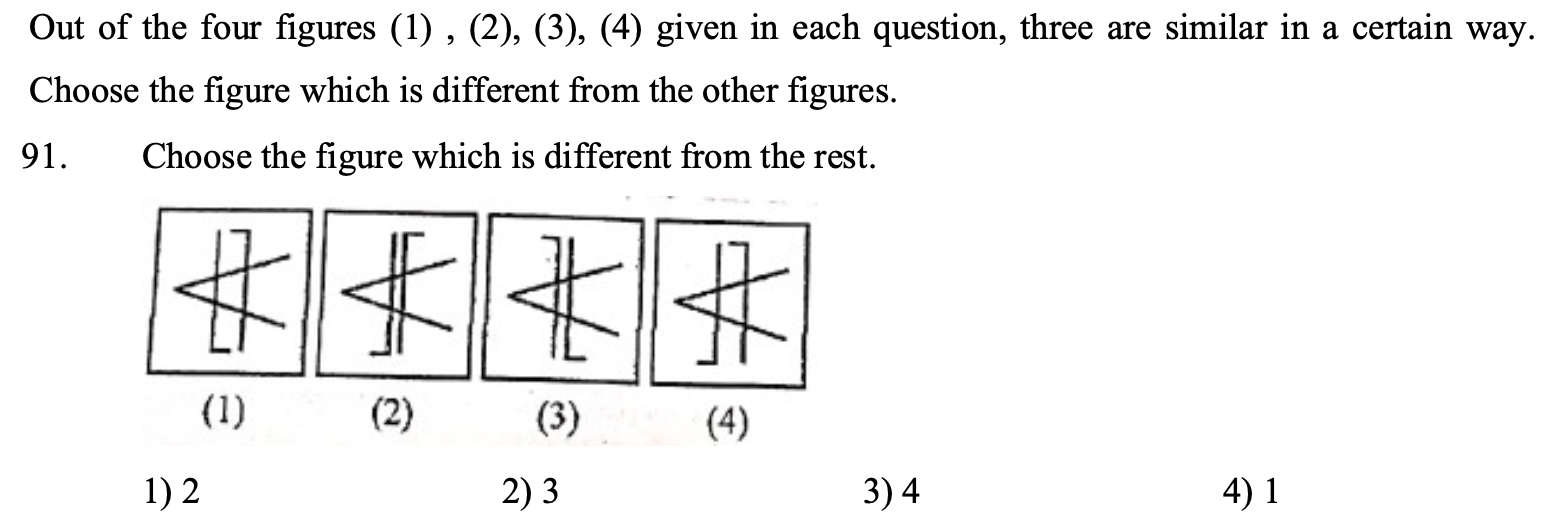 Out of the four figures (1) , (2), (3), (4) given in each question, three are similar in a certain way.
Choose the figure which is different from the other figures.
91. Choose the figure which is different from the rest.
(1) (2) (3) (4)
1) 2 2) 3 3) 4 4) 1